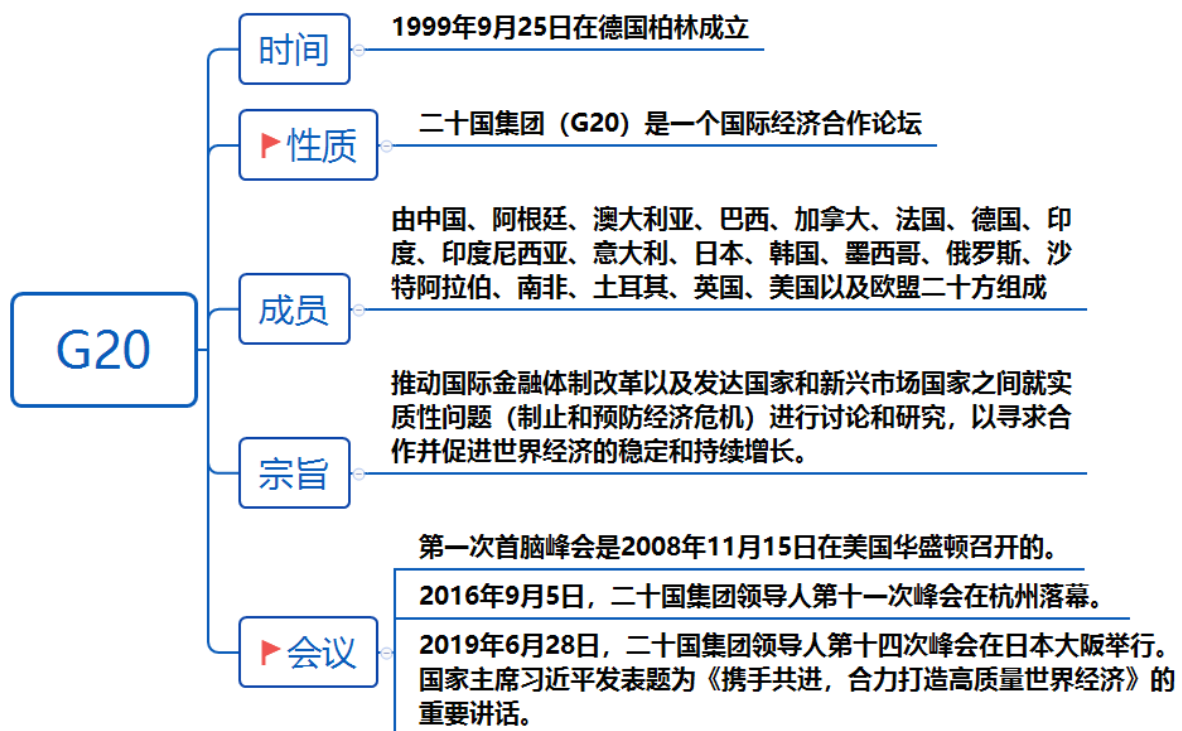 时间
1999年9月25日在德国柏林成立
性质
二十国集团（G20）是一个国际经济合作论坛
成员
由中国、阿根廷、澳大利亚、巴西、加拿大、法国、德国、印
度、印度尼西亚、意大利、日本、韩国、墨西哥、俄罗斯、沙
特阿拉伯、南非、土耳其、英国、美国以及欧盟二十方组成
G20
宗旨
推动国际金融体制改革以及发达国家和新兴市场国家之间就实
质性问题（制止和预防经济危机）进行讨论和研究，以寻求合
作并促进世界经济的稳定和持续增长。
会议
第一次首脑峰会是2008年11月15日在美国华盛顿召开的。
2016年9月5日，二十国集团领导人第十一次峰会在杭州落幕。
2019年6月28日，二十国集团领导人第十四次峰会在日本大阪举行。
国家主席习近平发表题为《携手共进，合力打造高质量世界经济》的
重要讲话。